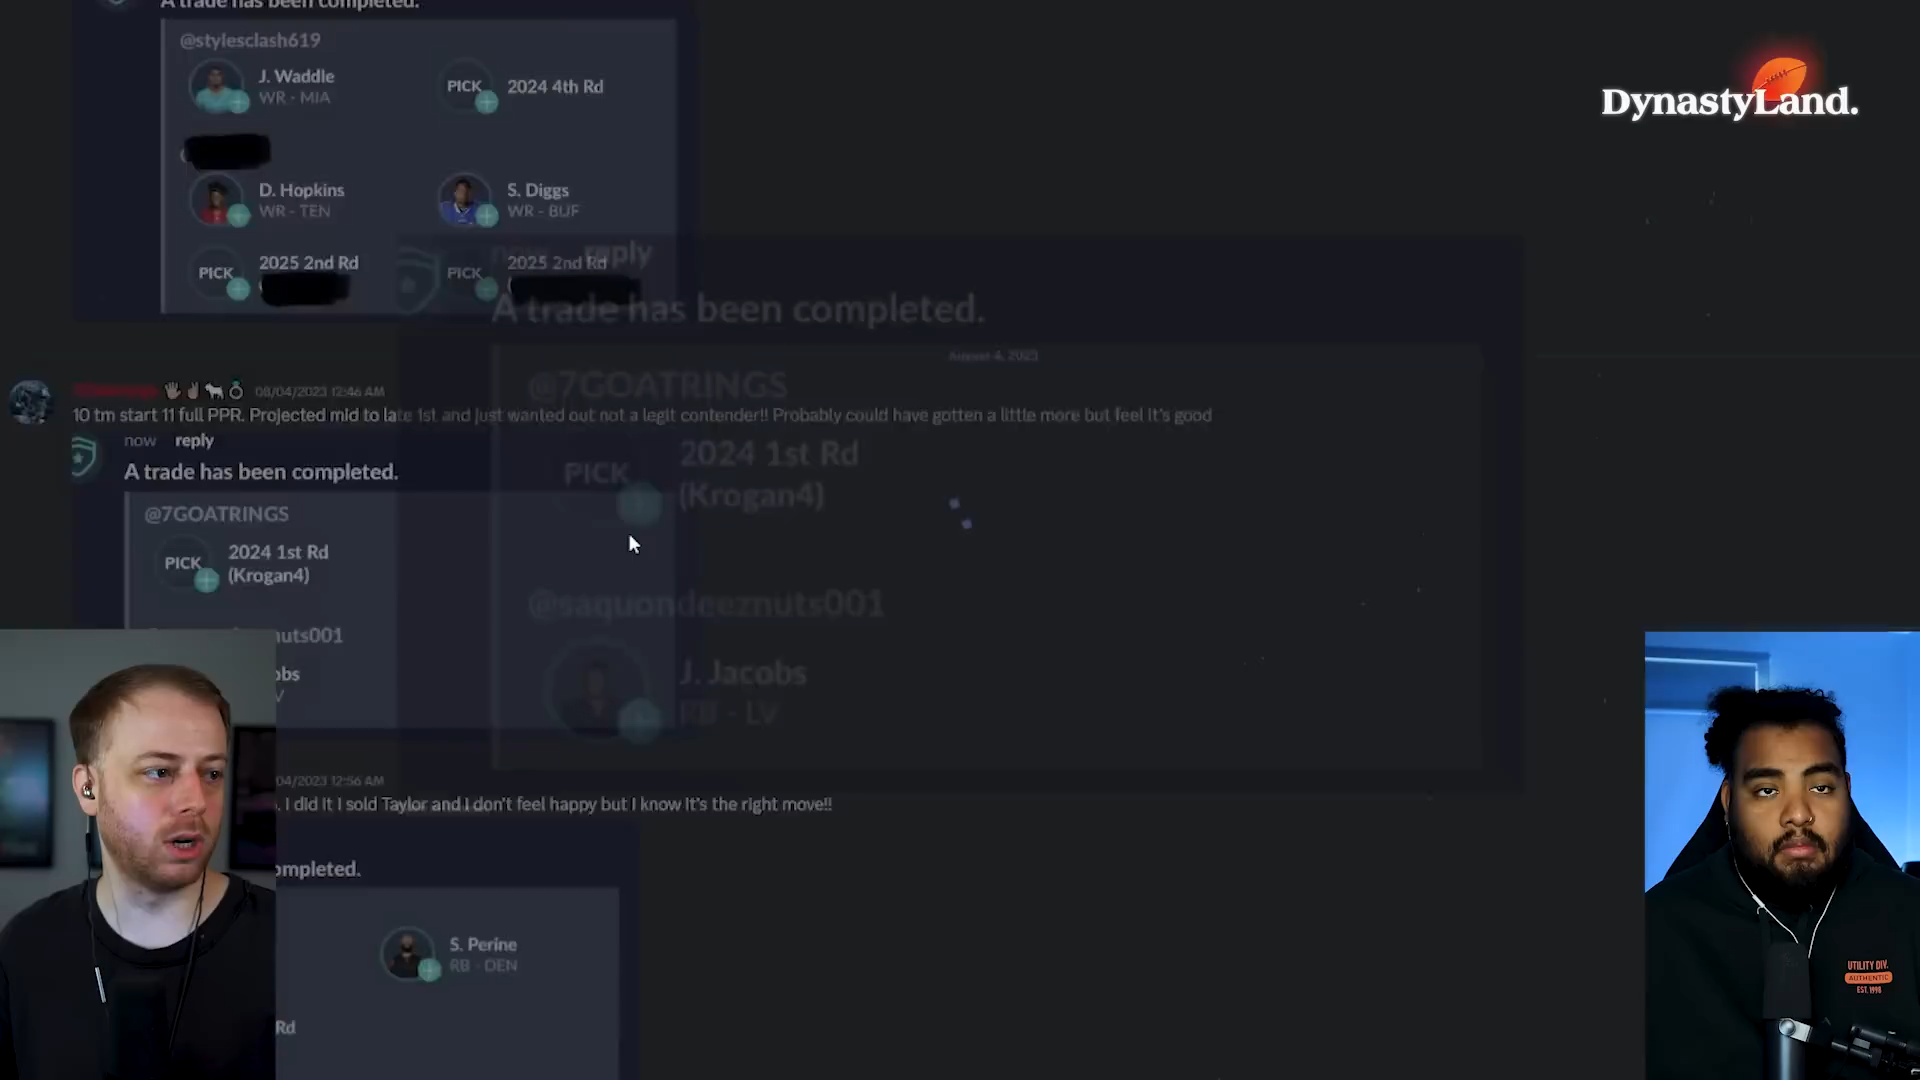 A trade has been completed.
@stylesclash619
J. Waddle
WR - MIA
PICK
2024 4th Rd
D. Hopkins
WR - TEN
S. Diggs
WR - BUF
PICK
2025 2nd Rd
PICK
2025 2nd Rd
DynastyLand.
now reply
A trade has been completed.
August 4, 2023
@7GOATRINGS
PICK
2024 1st Rd
(Krogan4)
@saquondeeznuts001
J. Jacobs
RB - LV
08/04/2023 12:46 AM
10 tm start 11 full PPR. Projected mid to late 1st and just wanted out not a legit contender!! Probably could have gotten a little more but feel it's good
now reply
A trade has been completed.
@7GOATRINGS
PICK
2024 1st Rd
(Krogan4)
nuts001
obs
V
04/2023 12:56 AM
. I did it I sold Taylor and I don't feel happy but I know it's the right move!!
ompleted.
S. Perine
RB - DEN
Rd
UTILITY DIV.
AUTHENTIC
EST. 1998